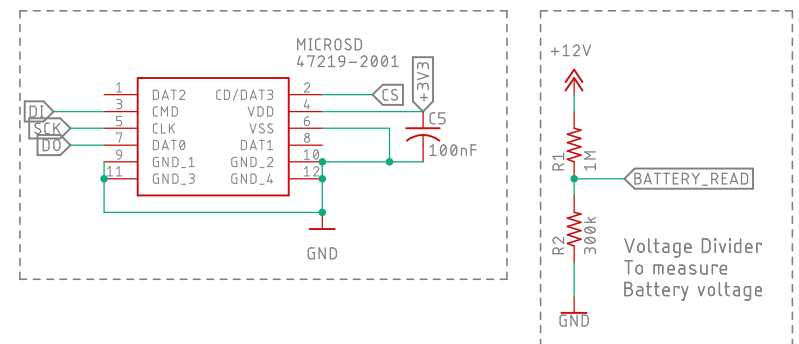 MICROSD
47219-2001
+3V3
1 DAT2 CD/DAT3 2
DI 3 CMD VDD 4
SCK 5 CLK VSS 6
DO 7 DAT0 DAT1 8
9 GND_1 GND_2 10
11 GND_3 GND_4 12
CS
C5
100nF
GND
+12V
R1
1M
BATTERY_READ
R2
300k
GND
Voltage Divider
To measure
Battery voltage